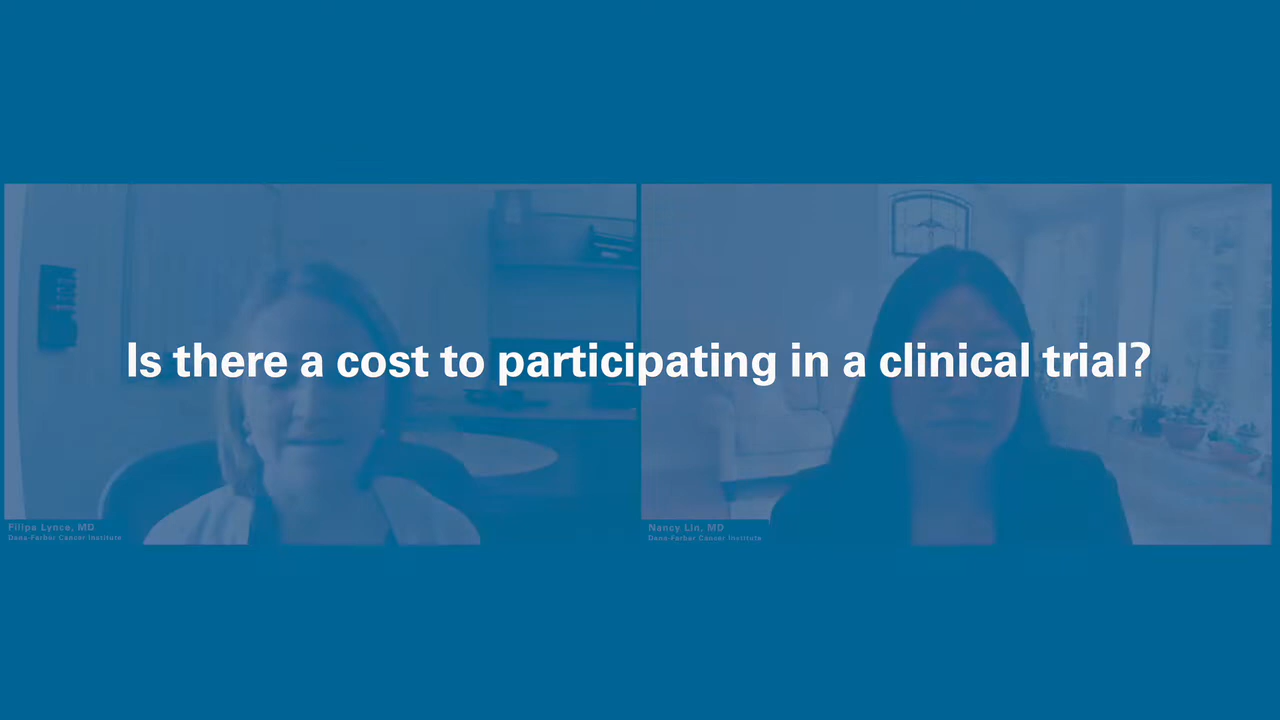 Is there a cost to participating in a clinical trial?
Filipa Lynce, MD
Dana-Farber Cancer Institute
Nancy Lin, MD
Dana-Farber Cancer Institute